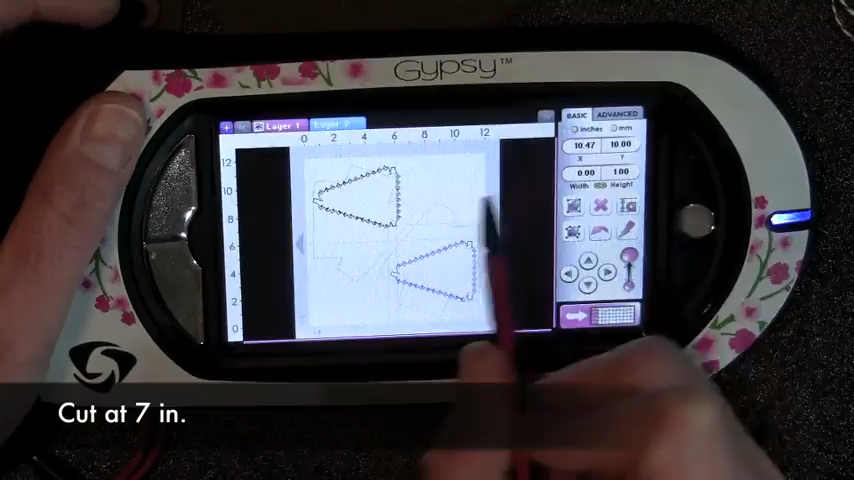 Gypsy™
Layer 1
Layer 2
BASIC
ADVANCED
inches
mm
0 2 4 6 8 10 12
12
10
8
6
4
2
0
10.47
10.00
X
Y
0.00
1.00
Width
Height
Cut at 7 in.